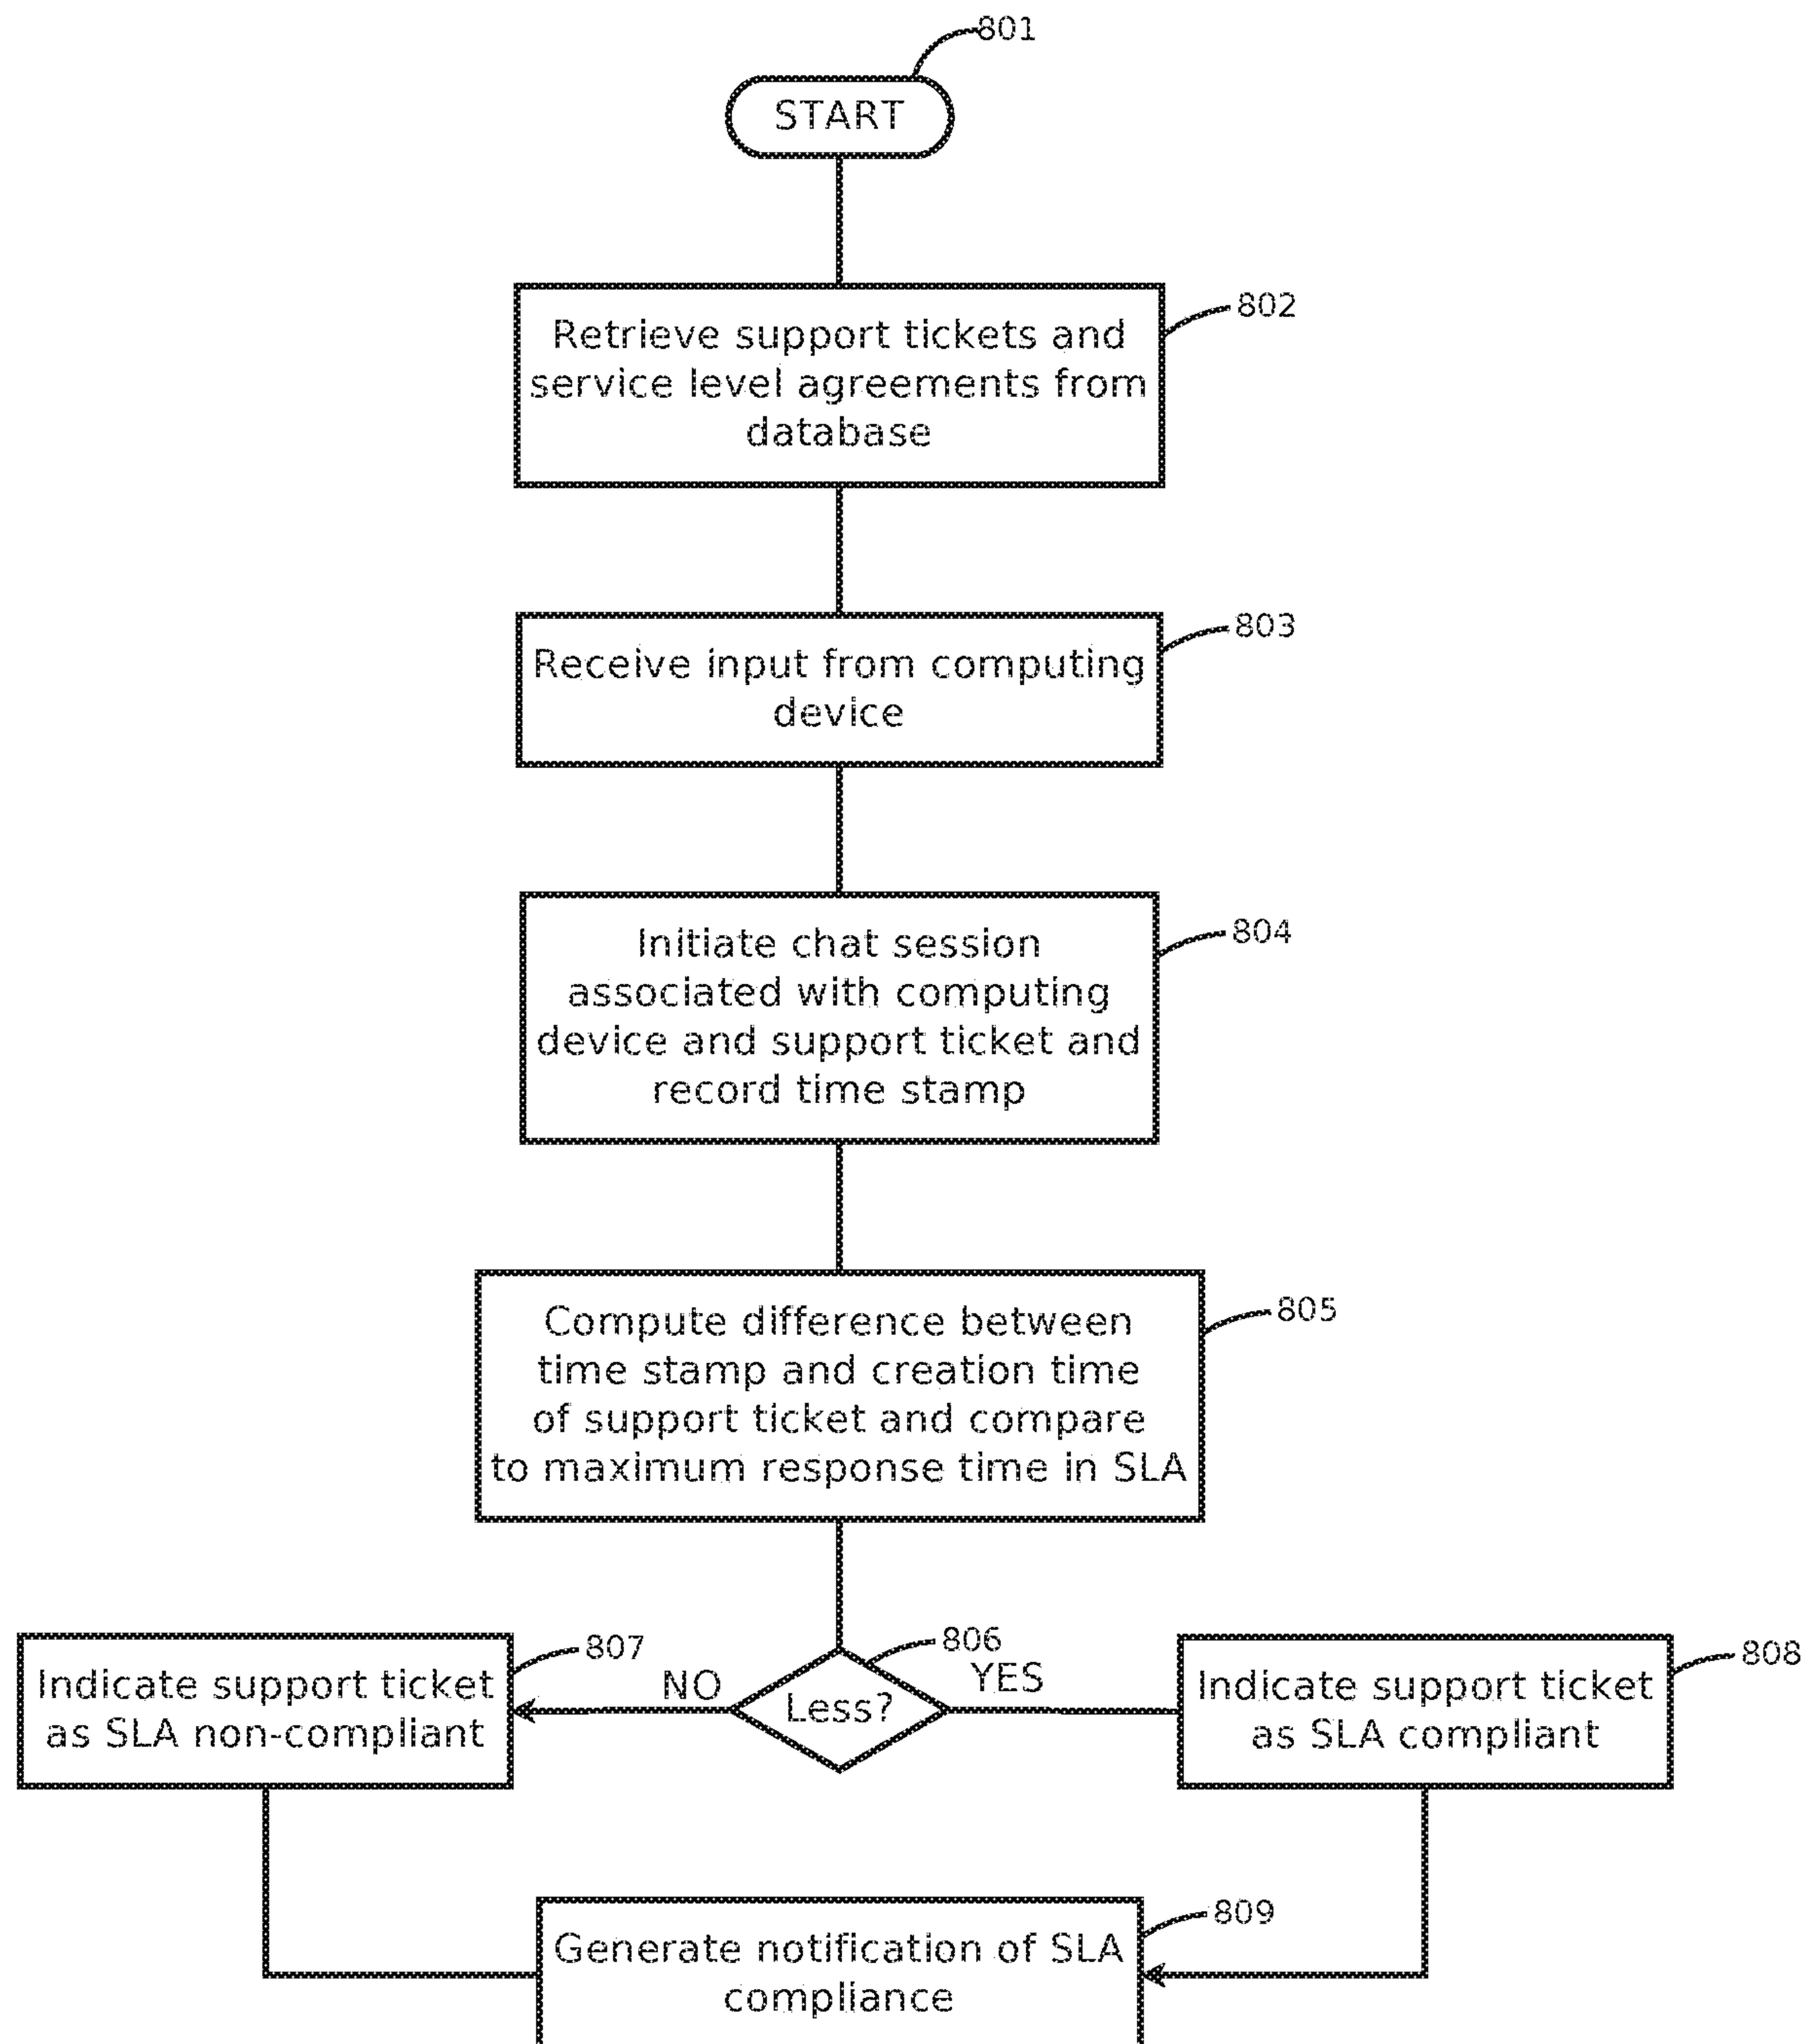 801
START
802
Retrieve support tickets and
service level agreements from
database
803
Receive input from computing
device
804
Initiate chat session
associated with computing
device and support ticket and
record time stamp
805
Compute difference between
time stamp and creation time
of support ticket and compare
to maximum response time in SLA
807
Indicate support ticket
as SLA non-compliant
NO
806
Less?
YES
808
Indicate support ticket
as SLA compliant
809
Generate notification of SLA
compliance